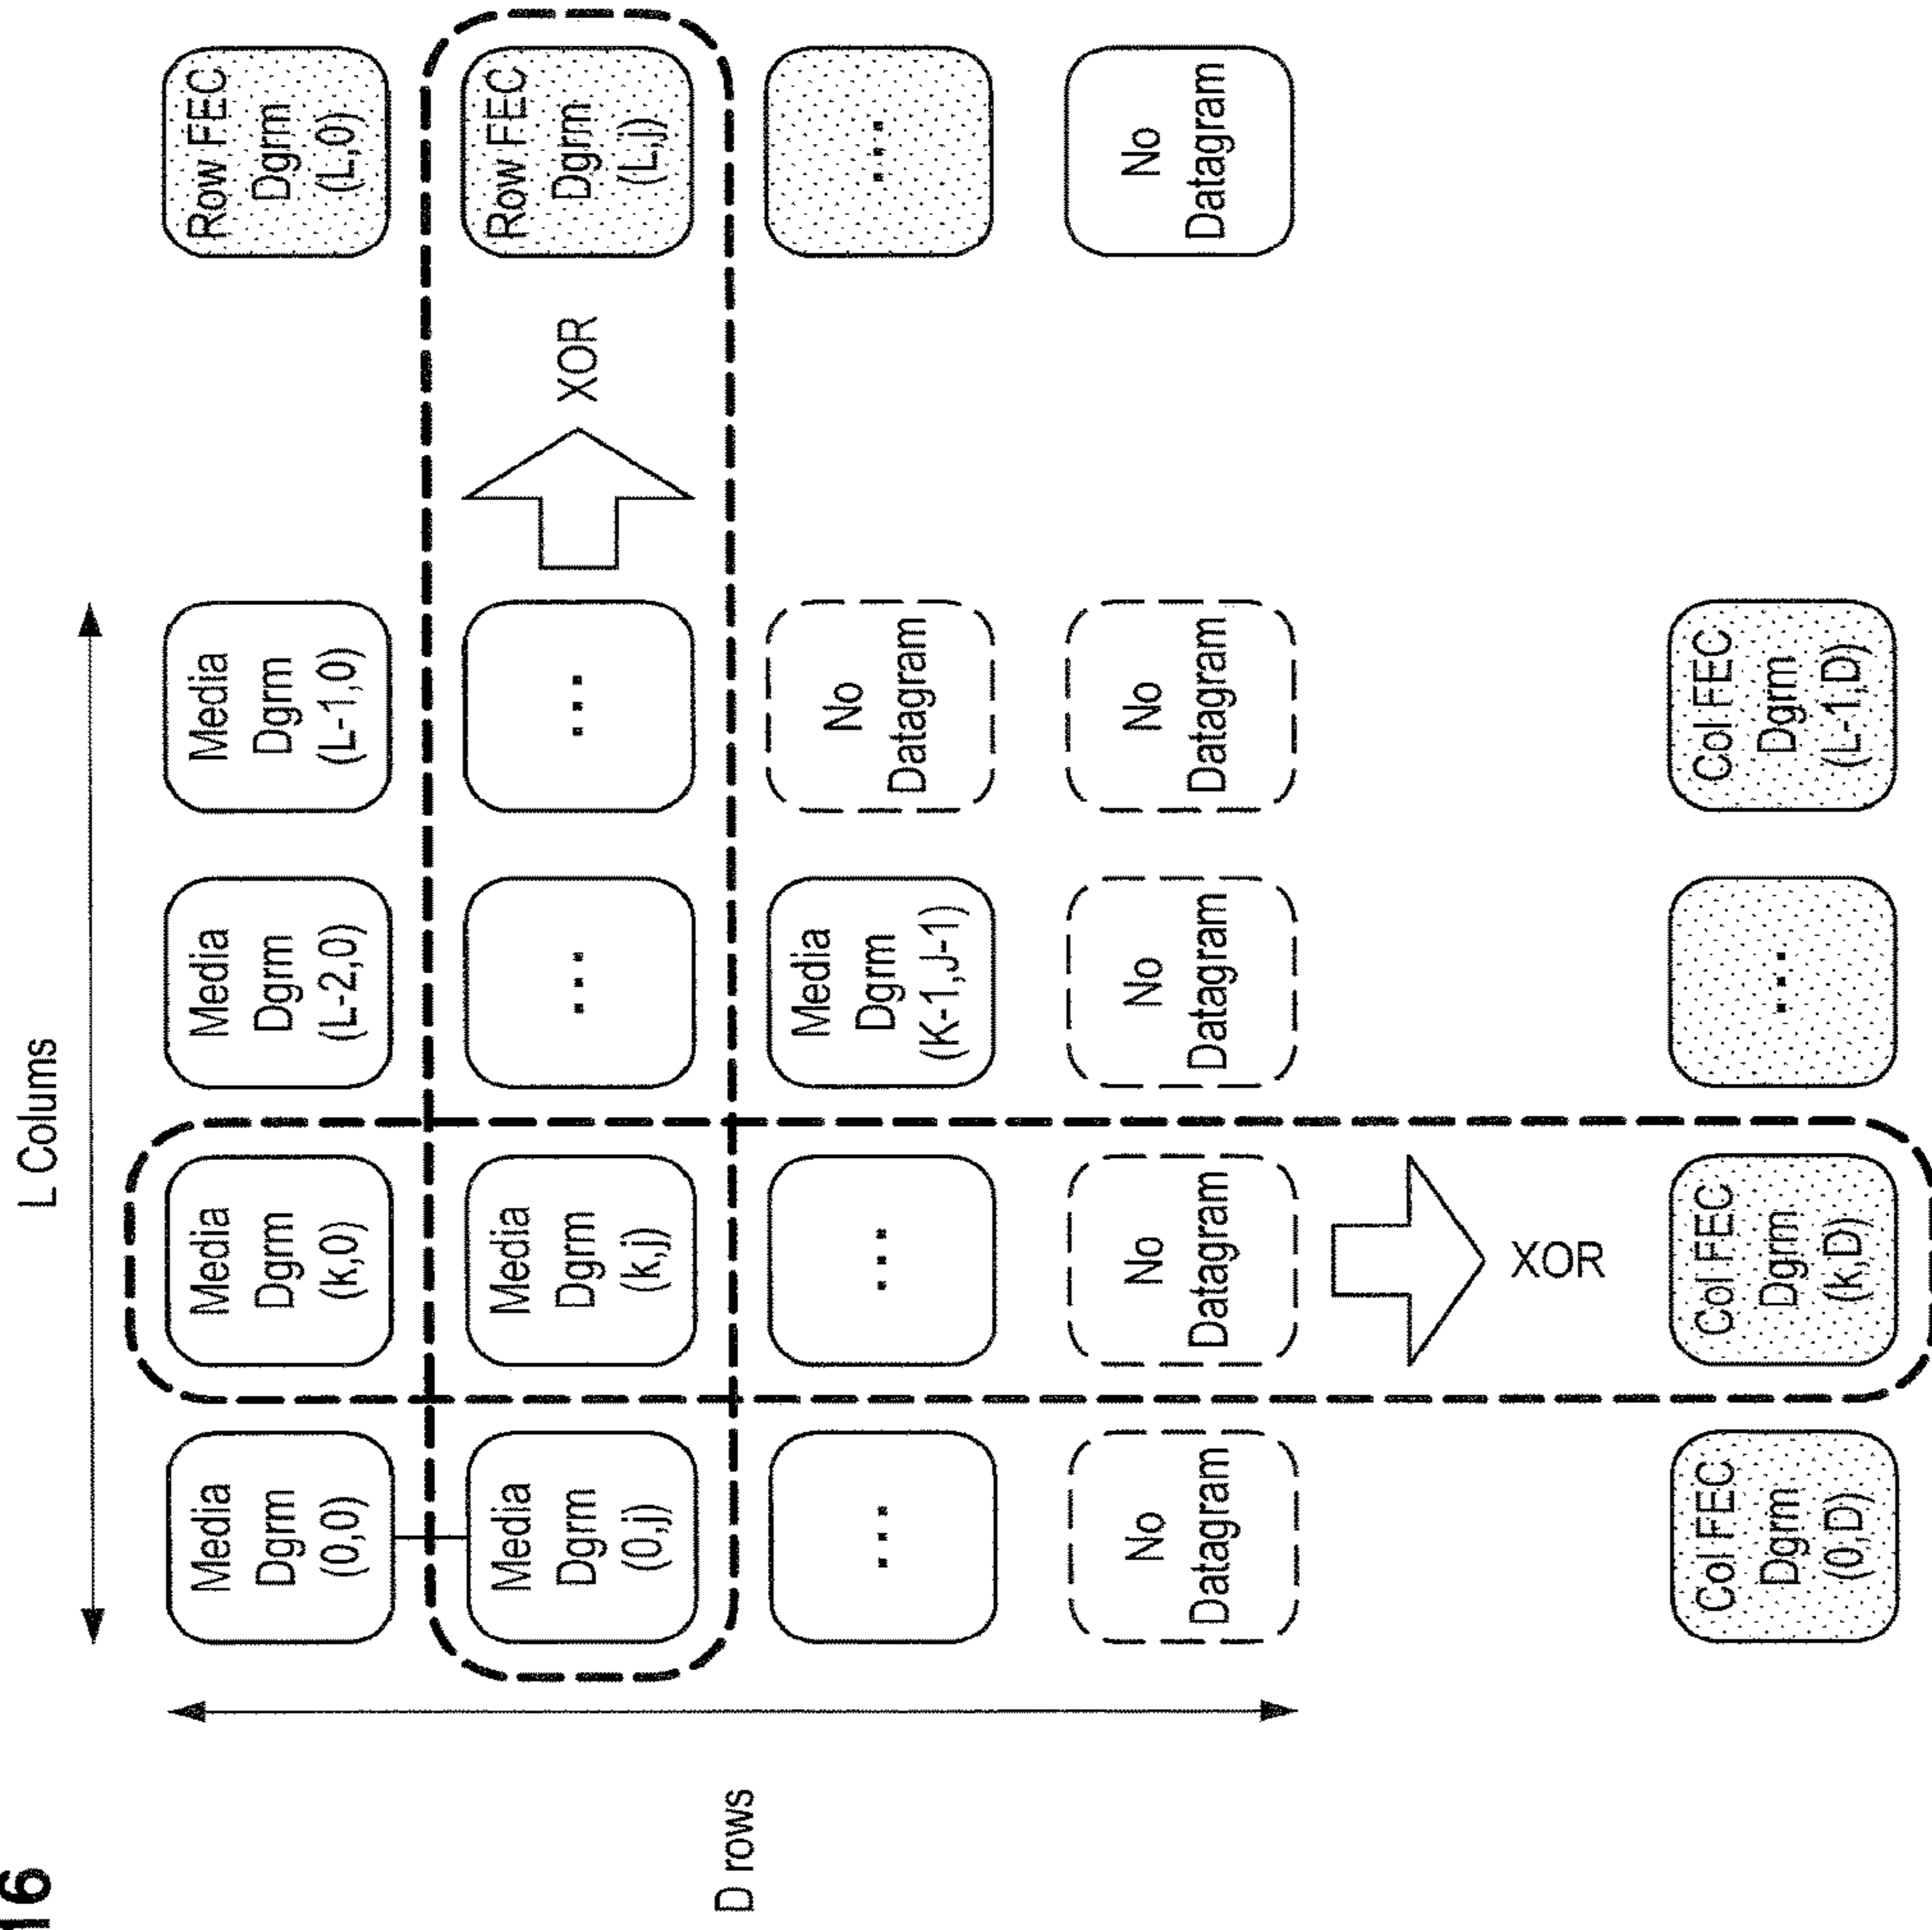 16
L Colums
D rows
Media
Dgrm
(0,0)
Media
Dgrm
(k,0)
Media
Dgrm
(L-2,0)
Media
Dgrm
(L-1,0)
Row FEC
Dgrm
(L,0)
Media
Dgrm
(0,j)
Media
Dgrm
(k,j)
...
...
XOR
Row FEC
Dgrm
(L,j)
...
...
Media
Dgrm
(K-1,J-1)
No
Datagram
...
No
Datagram
No
Datagram
No
Datagram
No
Datagram
No
Datagram
XOR
Col FEC
Dgrm
(0,D)
Col FEC
Dgrm
(k,D)
...
Col FEC
Dgrm
(L-1,D)